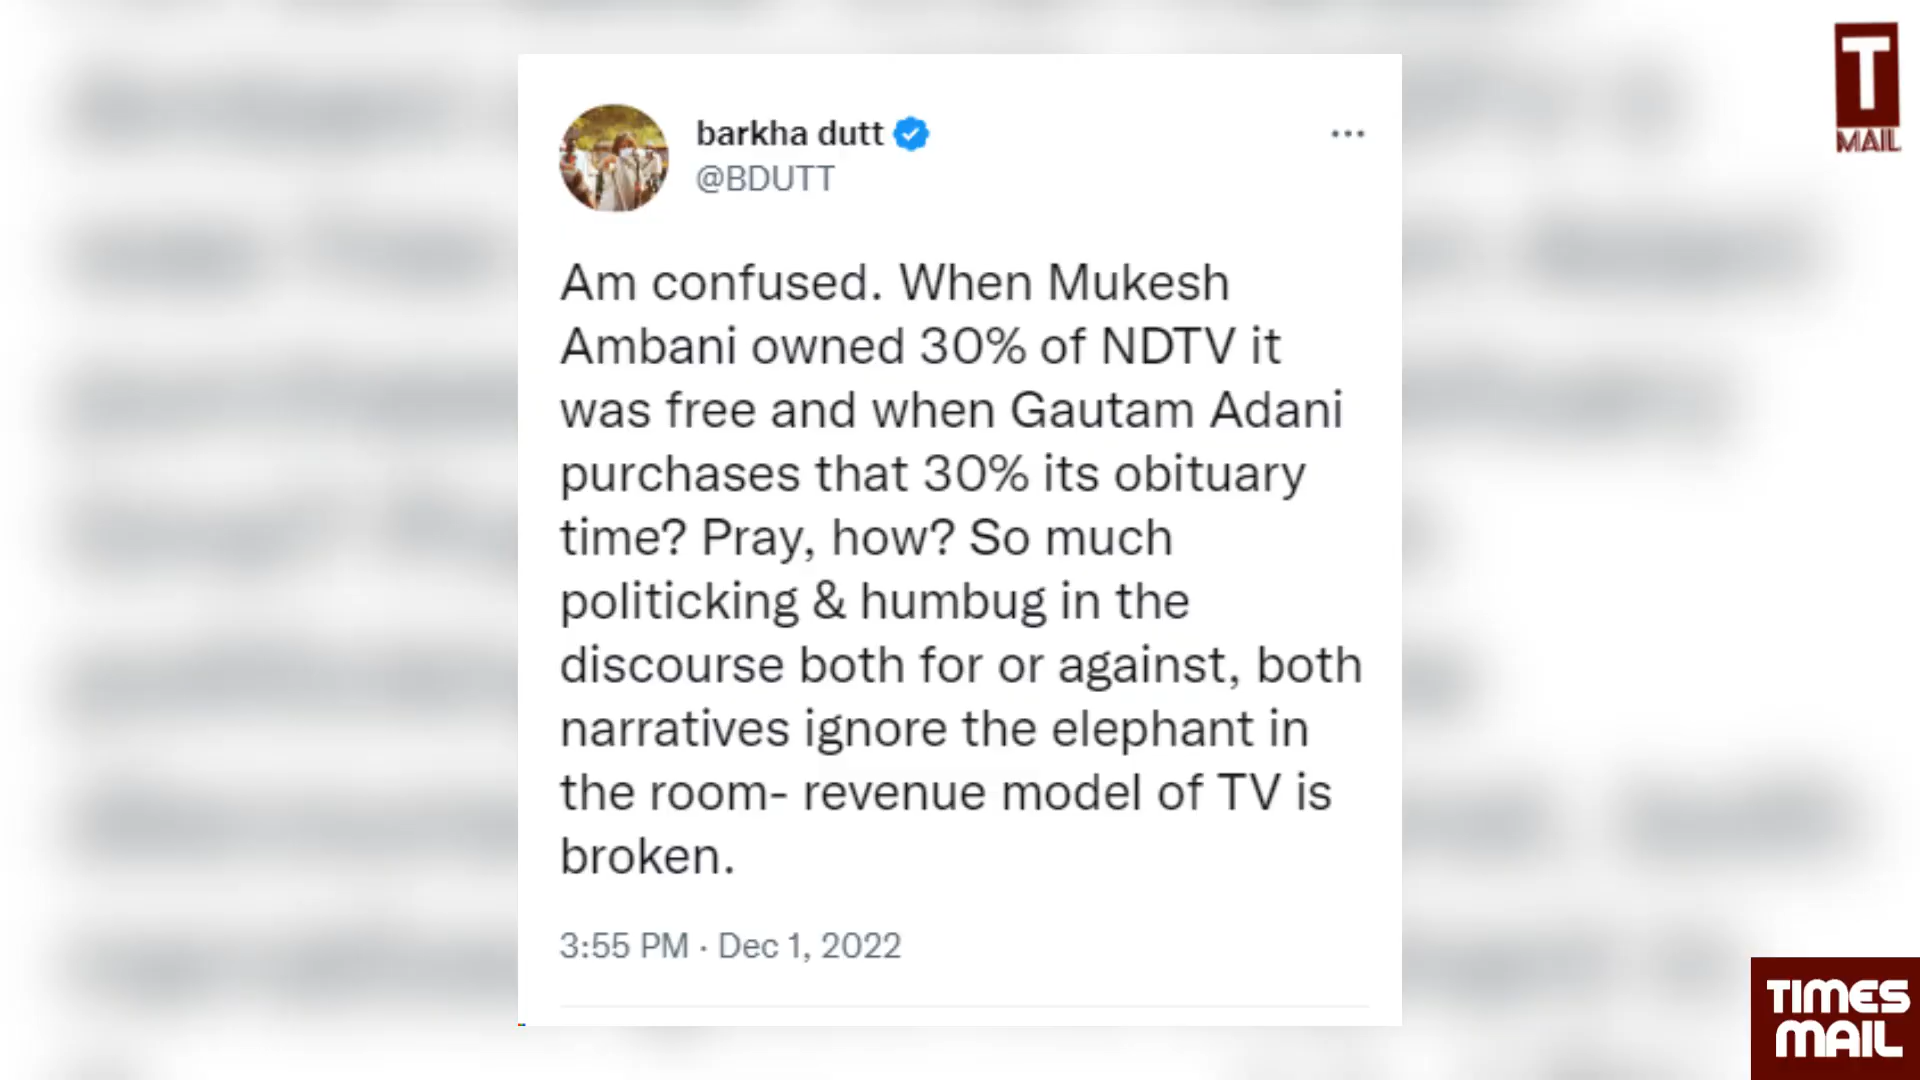 T
MAIL
barkha dutt
@BDUTT
Am confused. When Mukesh
Ambani owned 30% of NDTV it
was free and when Gautam Adani
purchases that 30% its obituary
time? Pray, how? So much
politicking & humbug in the
discourse both for or against, both
narratives ignore the elephant in
the room- revenue model of TV is
broken.
3:55 PM · Dec 1, 2022
TIMES
MAIL